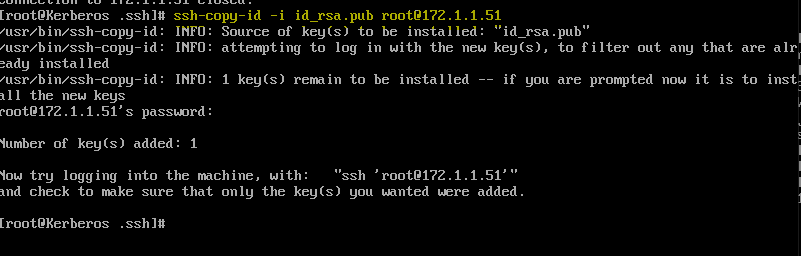 connection to 172.1.1.51 closed.
[root@Kerberos .ssh]# ssh-copy-id -i id_rsa.pub root@172.1.1.51
/usr/bin/ssh-copy-id: INFO: Source of key(s) to be installed: "id_rsa.pub"
/usr/bin/ssh-copy-id: INFO: attempting to log in with the new key(s), to filter out any that are alr
eady installed
/usr/bin/ssh-copy-id: INFO: 1 key(s) remain to be installed -- if you are prompted now it is to inst
all the new keys
root@172.1.1.51's password:
Number of key(s) added: 1
Now try logging into the machine, with:   "ssh 'root@172.1.1.51'"
and check to make sure that only the key(s) you wanted were added.
[root@Kerberos .ssh]#